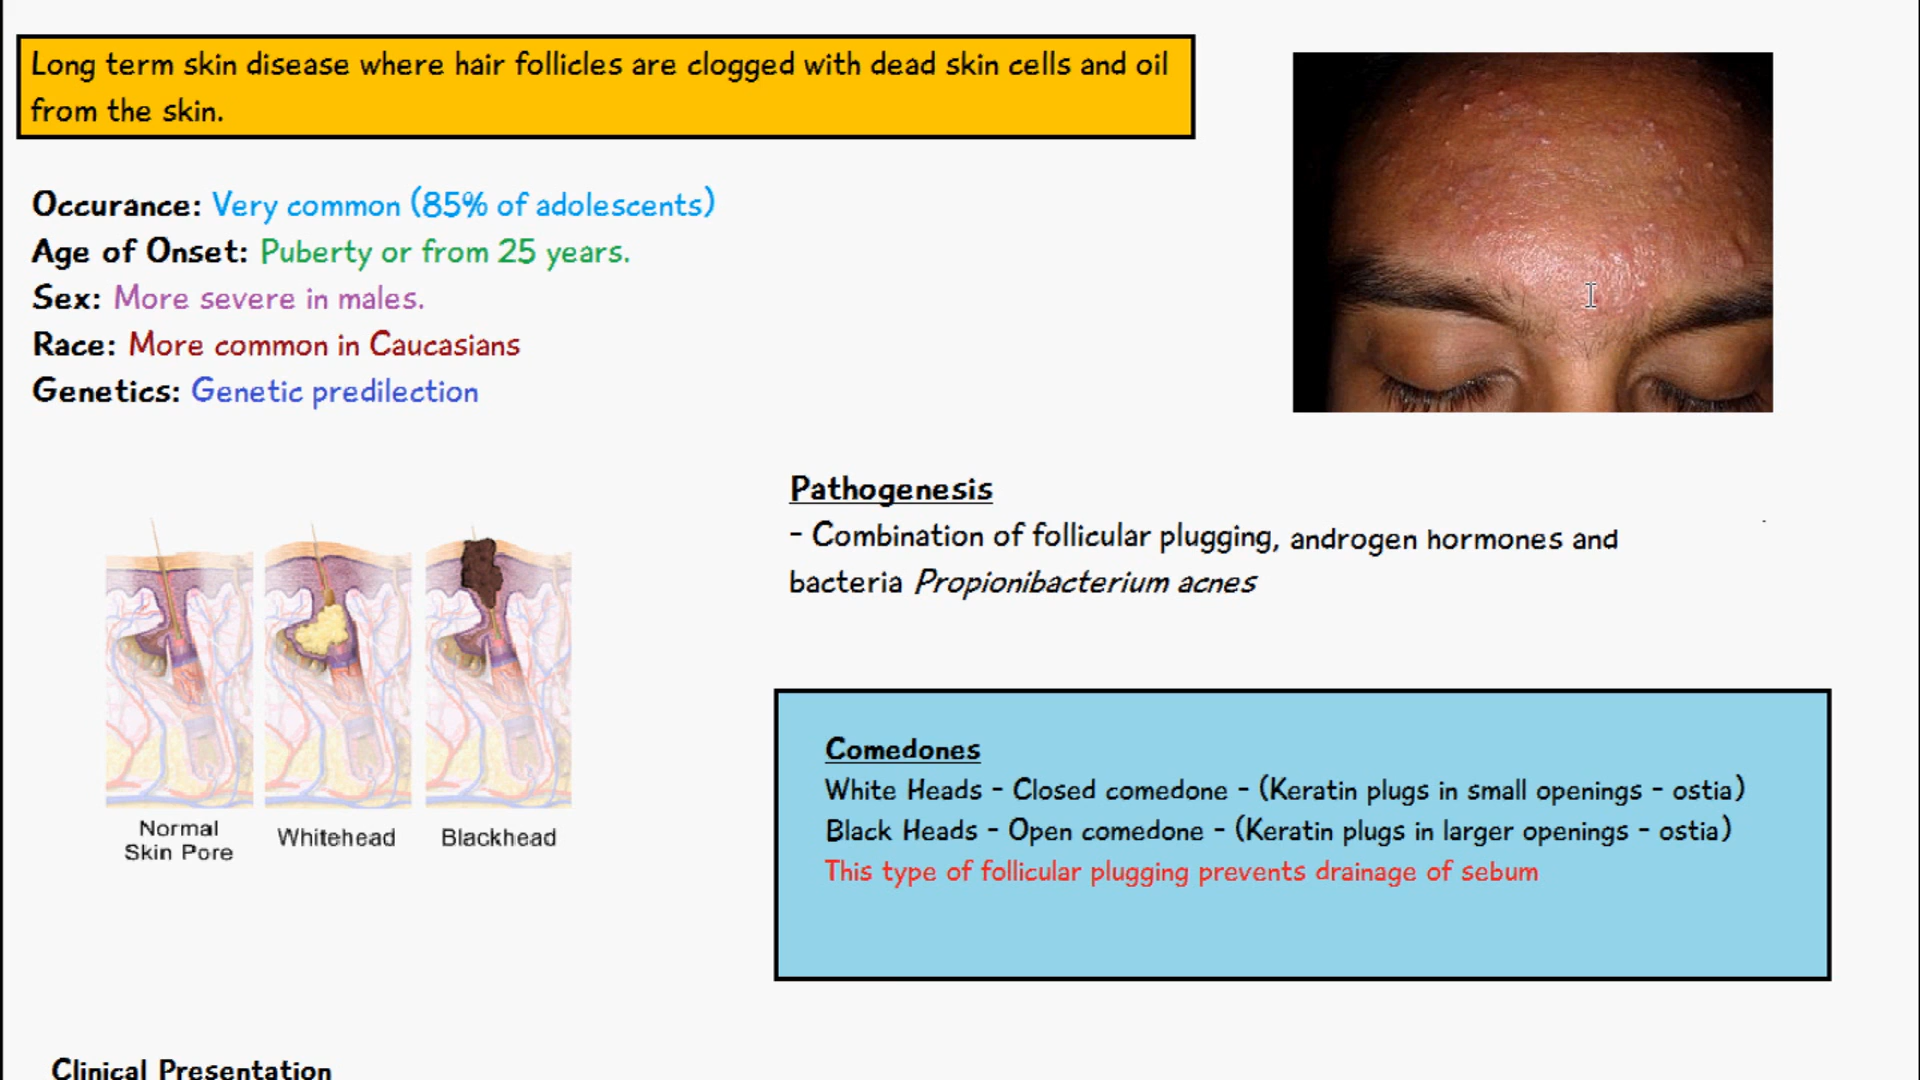 Long term skin disease where hair follicles are clogged with dead skin cells and oil
from the skin.
Occurance: Very common (85% of adolescents)
Age of Onset: Puberty or from 25 years.
Sex: More severe in males.
Race: More common in Caucasians
Genetics: Genetic predilection
Pathogenesis
- Combination of follicular plugging, androgen hormones and
bacteria Propionibacterium acnes
Normal
Skin Pore
Whitehead
Blackhead
Comedones
White Heads - Closed comedone - (Keratin plugs in small openings - ostia)
Black Heads - Open comedone - (Keratin plugs in larger openings - ostia)
This type of follicular plugging prevents drainage of sebum
Clinical Presentation